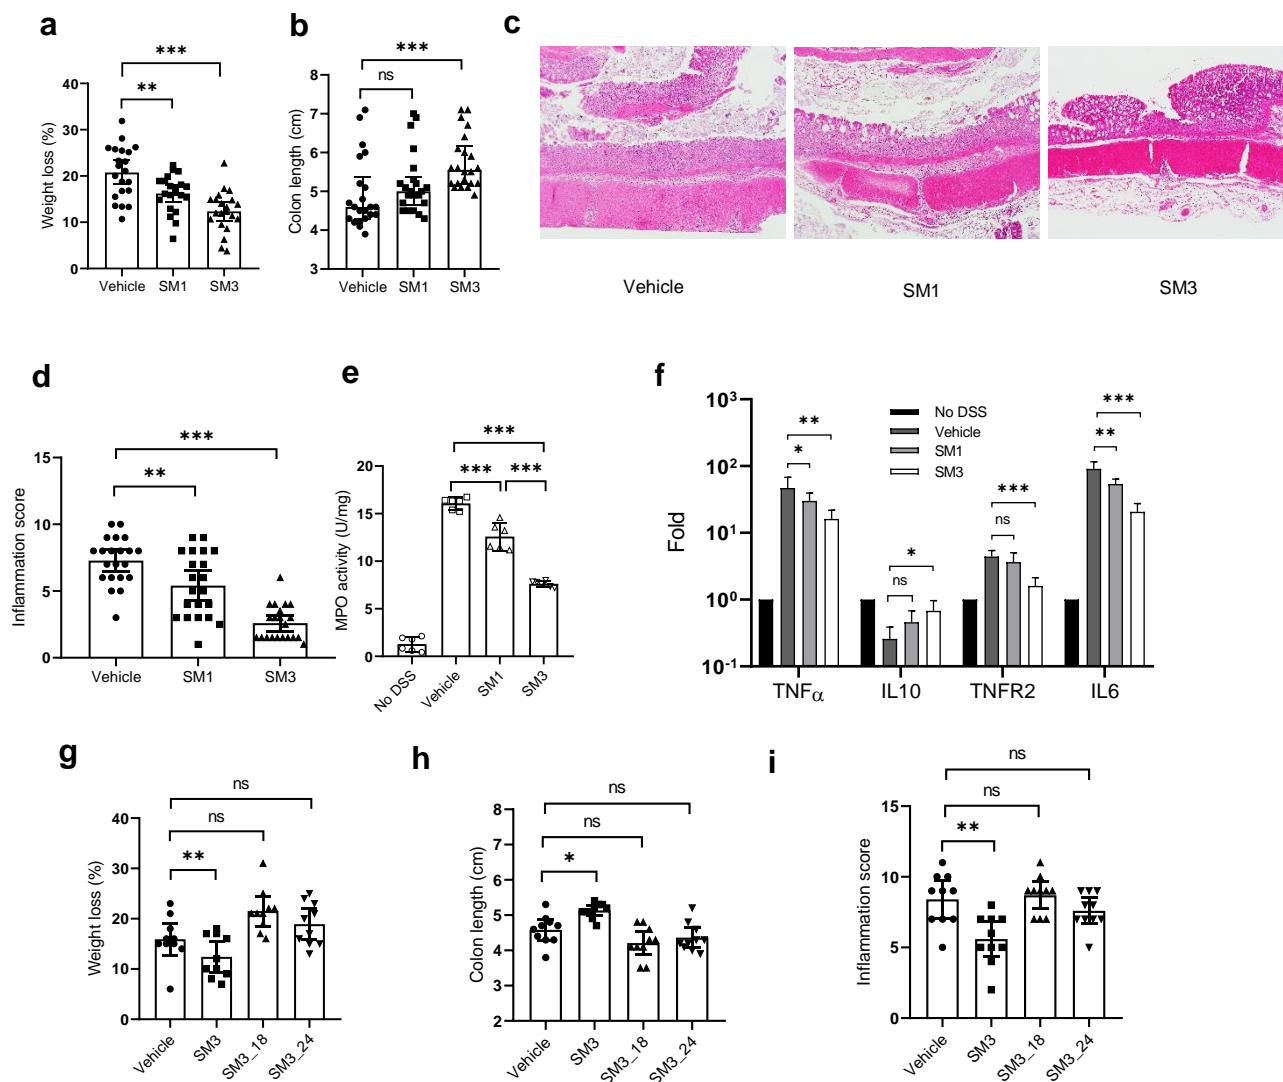 a
***
**
Weight loss (%)
40
30
20
10
0
Vehicle
SM1
SM3
b
***
ns
Colon length (cm)
8
7
6
5
4
3
Vehicle
SM1
SM3
c
Vehicle
SM1
SM3
d
***
**
Inflammation score
15
10
5
0
Vehicle
SM1
SM3
e
***
***
***
MPO activity (U/mg)
20
15
10
5
0
No DSS
Vehicle
SM1
SM3
f
No DSS
Vehicle
SM1
SM3
**
*
ns
*
ns
***
**
***
Fold
10³
10²
10¹
10⁰
10⁻¹
TNFα
IL10
TNFR2
IL6
g
ns
ns
**
Weight loss (%)
40
30
20
10
0
Vehicle
SM3
SM3_18
SM3_24
h
ns
ns
*
Colon length (cm)
8
7
6
5
4
3
2
Vehicle
SM3
SM3_18
SM3_24
i
ns
ns
**
Inflammation score
15
10
5
0
Vehicle
SM3
SM3_18
SM3_24